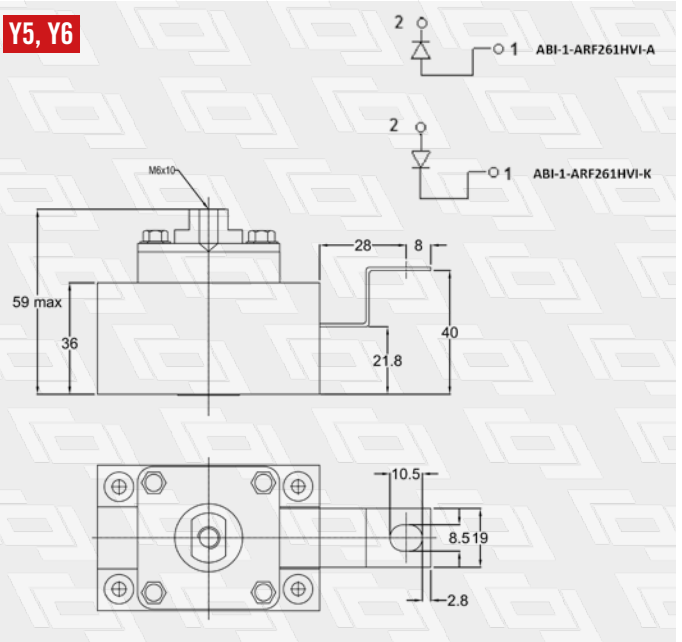 Y5, Y6
2
1 ABI-1-ARF261HVI-A
2
1 ABI-1-ARF261HVI-K
M6x10
28
8
59 max
36
40
21.8
10.5
8.5
19
2.8